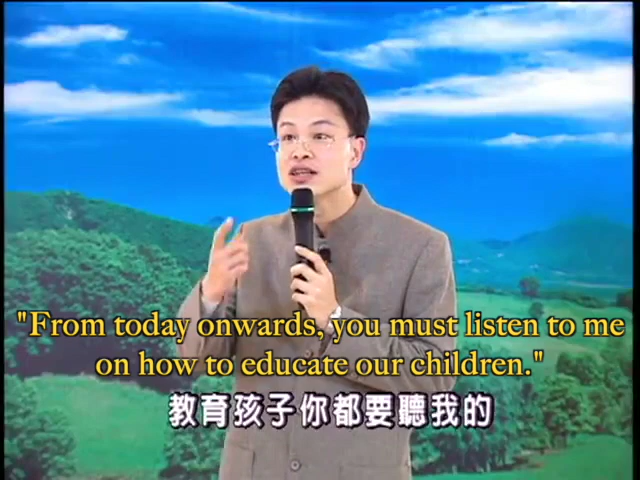 "From today onwards, you must listen to me
on how to educate our children."
教育孩子你都要聽我的